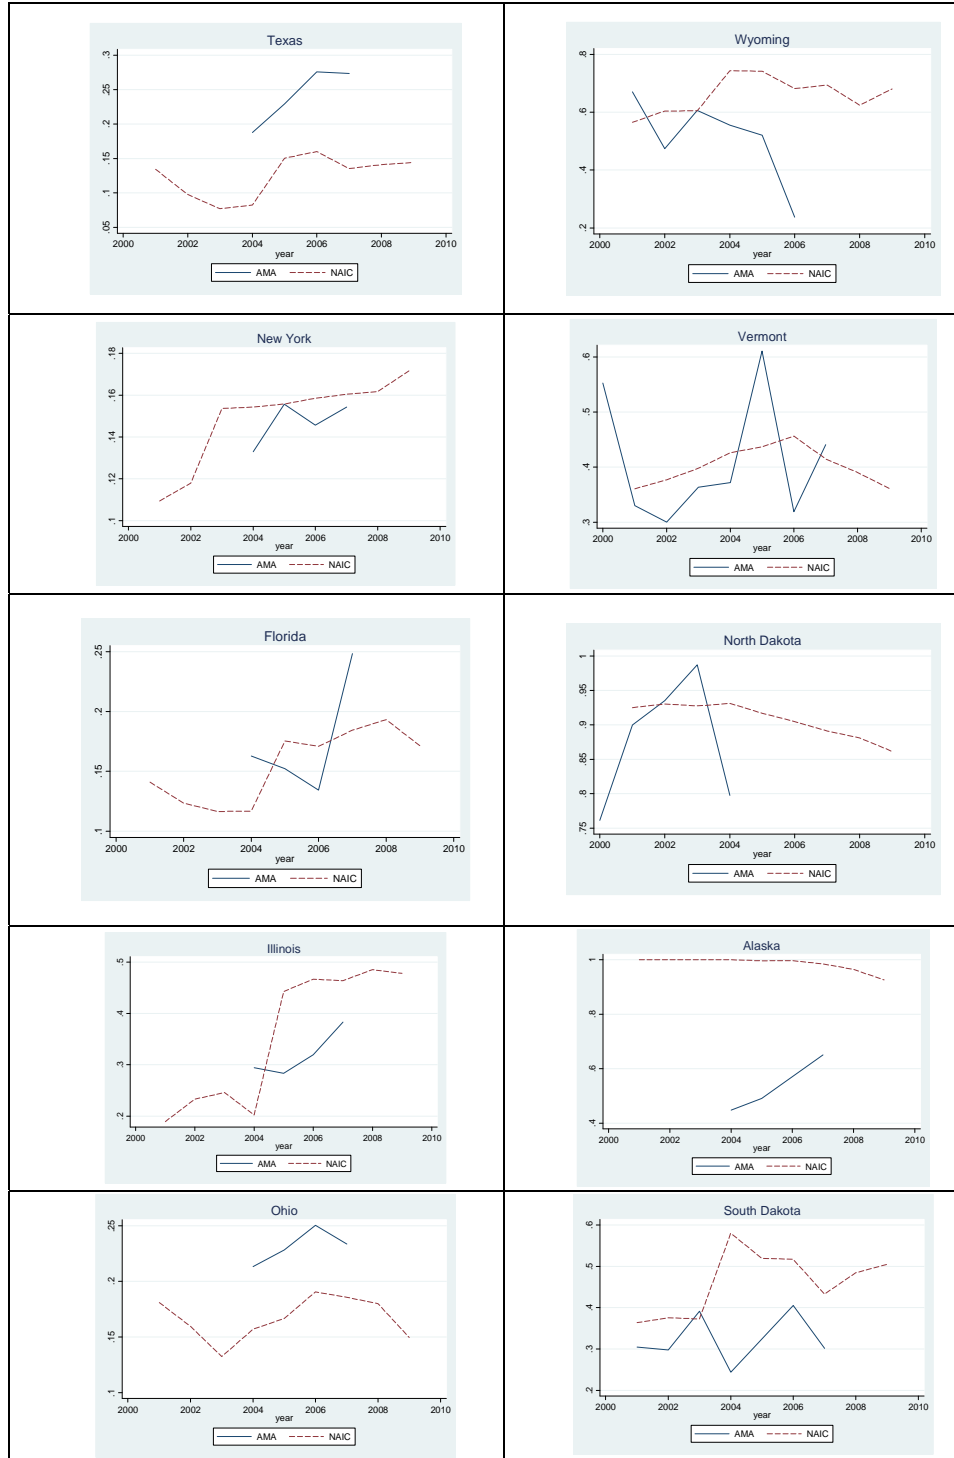 Texas
.3
.25
.2
.15
.1
.05
2000 2002 2004 2006 2008 2010
year
AMA NAIC
Wyoming
.8
.6
.4
.2
2000 2002 2004 2006 2008 2010
year
AMA NAIC
New York
.18
.16
.14
.12
.1
2000 2002 2004 2006 2008 2010
year
AMA NAIC
Vermont
.6
.5
.4
.3
2000 2002 2004 2006 2008 2010
year
AMA NAIC
Florida
.25
.2
.15
.1
2000 2002 2004 2006 2008 2010
year
AMA NAIC
North Dakota
1
.95
.9
.85
.8
.75
2000 2002 2004 2006 2008 2010
year
AMA NAIC
Illinois
.5
.4
.3
.2
2000 2002 2004 2006 2008 2010
year
AMA NAIC
Alaska
1
.8
.6
.4
2000 2002 2004 2006 2008 2010
year
AMA NAIC
Ohio
.25
.2
.15
.1
2000 2002 2004 2006 2008 2010
year
AMA NAIC
South Dakota
.6
.5
.4
.3
.2
2000 2002 2004 2006 2008 2010
year
AMA NAIC